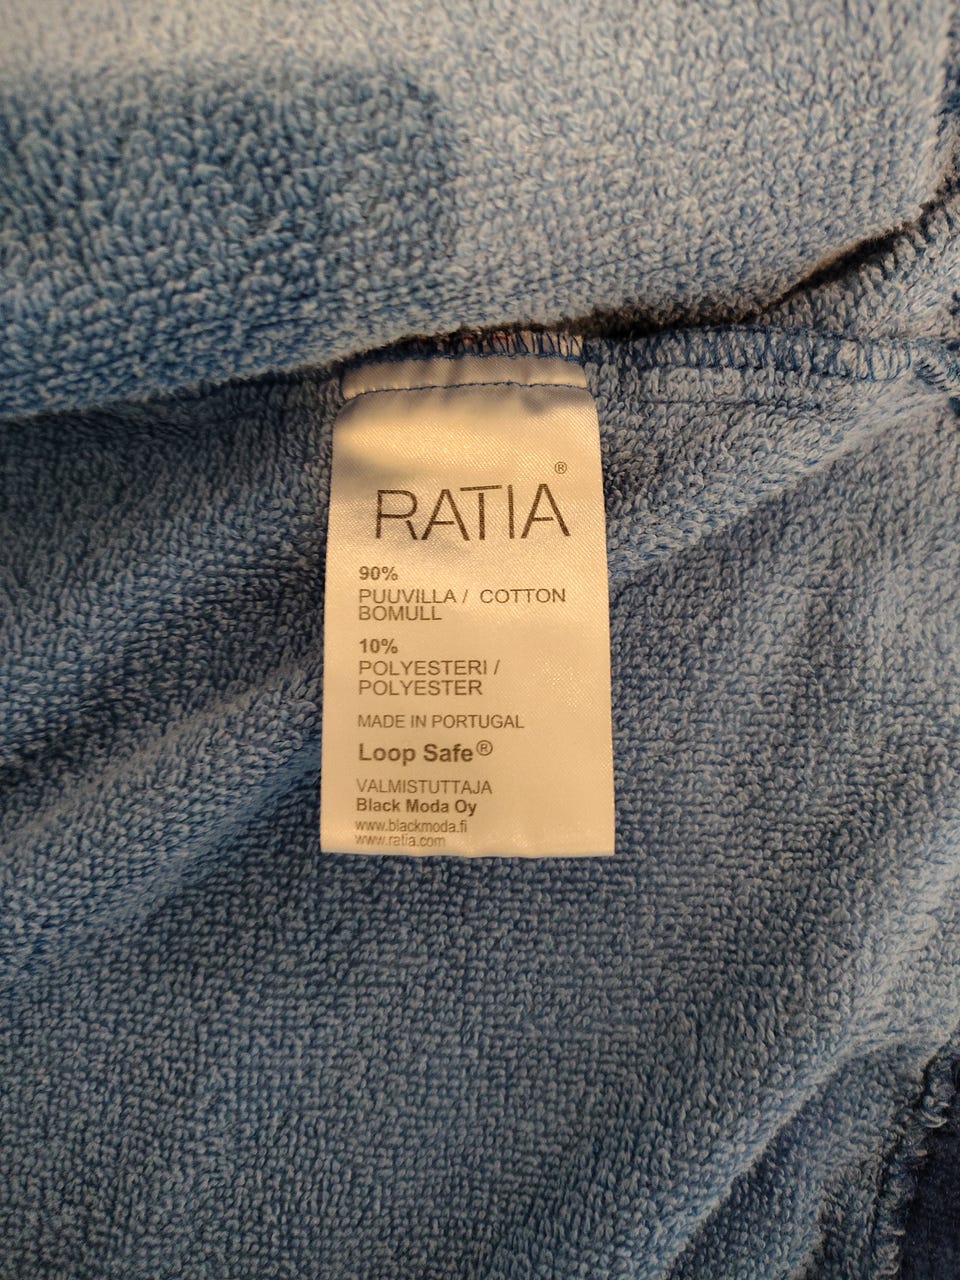 RATIA®
90%
PUUVILLA / COTTON
BOMULL
10%
POLYESTERI /
POLYESTER
MADE IN PORTUGAL
Loop Safe®
VALMISTUTTAJA
Black Moda Oy
www.blackmoda.fi
www.ratia.com